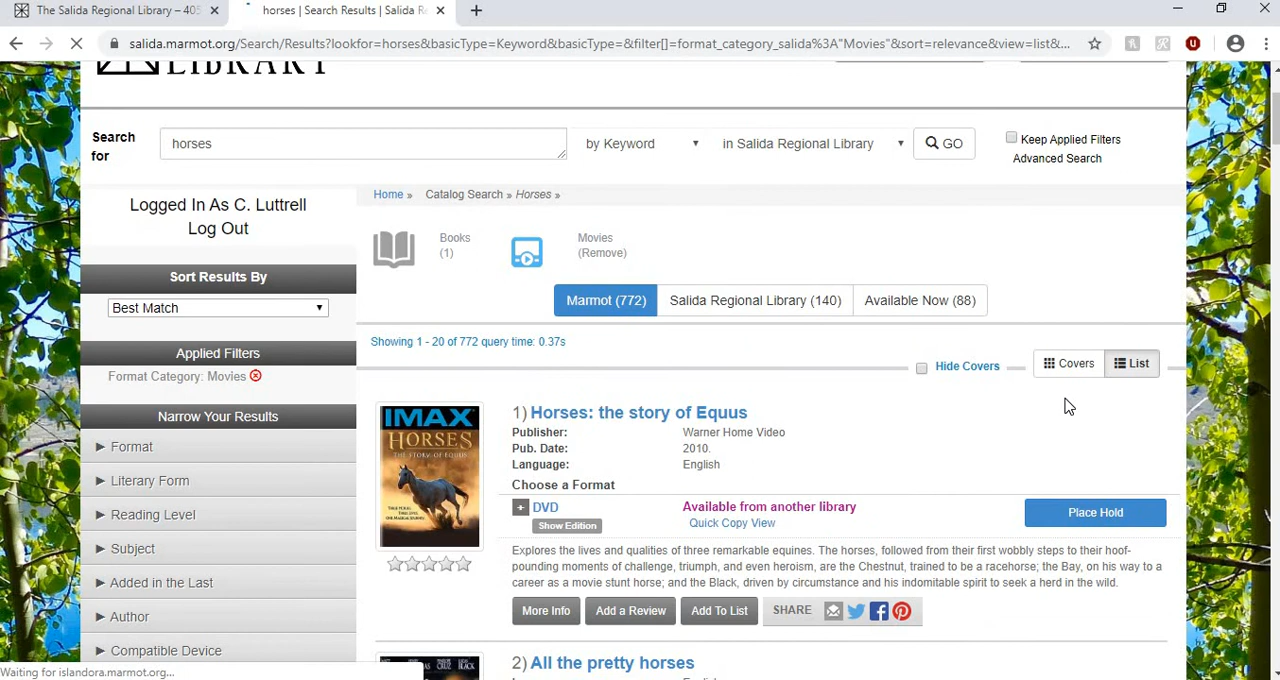 The Salida Regional Library – 405
horses | Search Results | Salida Re
salida.marmot.org/Search/Results?lookfor=horses&basicType=Keyword&basicType=&filter[]=format_category_salida%3A"Movies"&sort=relevance&view=list&...
LIBRARY
Search for
horses
by Keyword
in Salida Regional Library
GO
Keep Applied Filters
Advanced Search
Logged In As C. Luttrell
Log Out
Home » Catalog Search » Horses »
Books
(1)
Movies
(Remove)
Sort Results By
Best Match
Marmot (772)
Salida Regional Library (140)
Available Now (88)
Showing 1 - 20 of 772 query time: 0.37s
Applied Filters
Format Category: Movies
Hide Covers
Covers
List
Narrow Your Results
Format
Literary Form
Reading Level
Subject
Added in the Last
Author
Compatible Device
IMAX
HORSES
THE STORY OF EQUUS
1) Horses: the story of Equus
Publisher: Warner Home Video
Pub. Date: 2010.
Language: English
Choose a Format
+ DVD
Show Edition
Available from another library
Quick Copy View
Place Hold
Explores the lives and qualities of three remarkable equines. The horses, followed from their first wobbly steps to their hoof-
pounding moments of challenge, triumph, and even heroism, are the Chestnut, trained to be a racehorse; the Bay, on his way to a
career as a movie stunt horse; and the Black, driven by circumstance and his indomitable spirit to seek a herd in the wild.
More Info
Add a Review
Add To List
SHARE
2) All the pretty horses
Waiting for islandora.marmot.org...